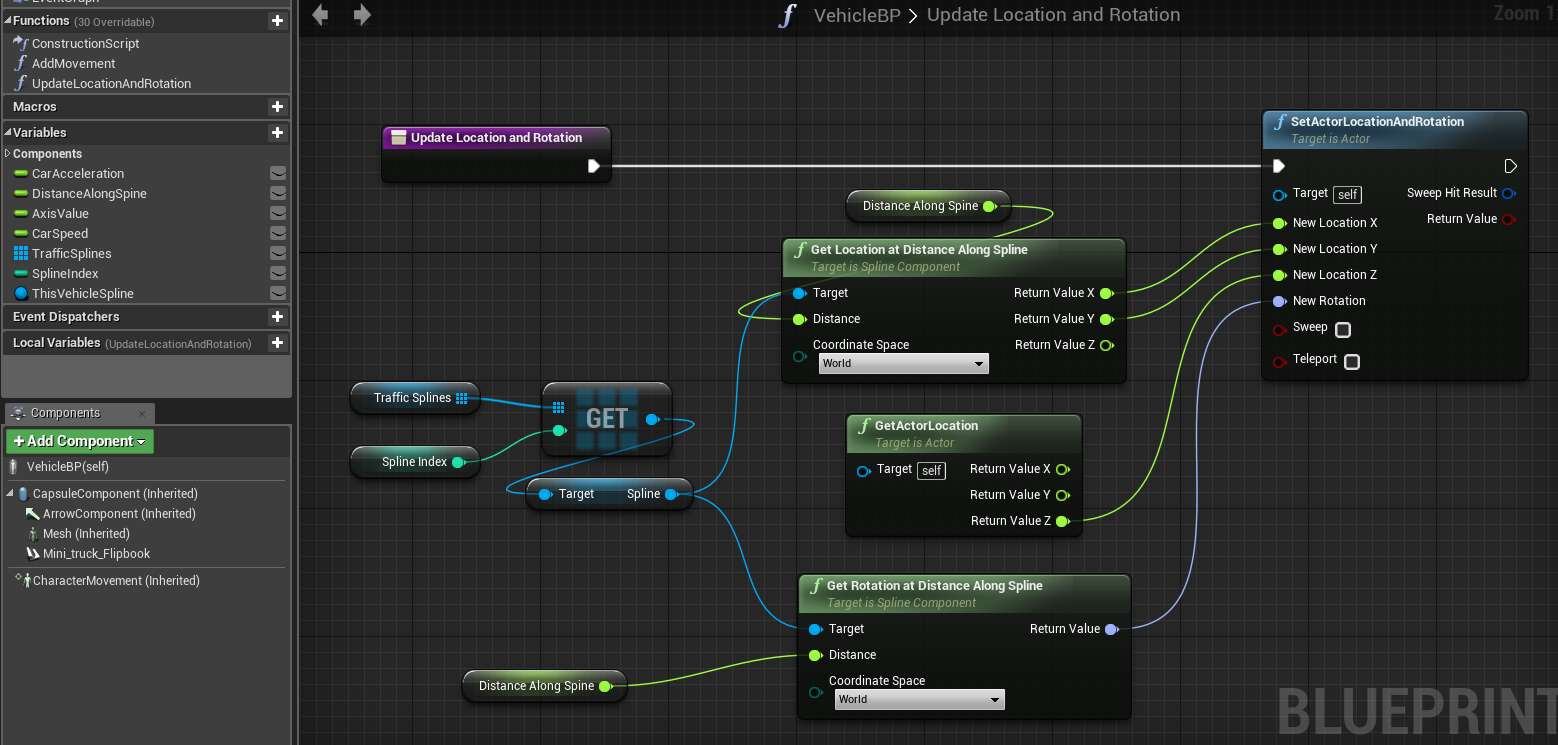 EventGraph
Functions (30 Overridable)
ConstructionScript
AddMovement
UpdateLocationAndRotation
Macros
Variables
Components
CarAcceleration
DistanceAlongSpine
AxisValue
CarSpeed
TrafficSplines
SplineIndex
ThisVehicleSpline
Event Dispatchers
Local Variables (UpdateLocationAndRotation)
Components
Add Component
VehicleBP(self)
CapsuleComponent (Inherited)
ArrowComponent (Inherited)
Mesh (Inherited)
Mini_truck_Flipbook
CharacterMovement (Inherited)
VehicleBP > Update Location and Rotation
Zoom 1
Update Location and Rotation
Distance Along Spine
Get Location at Distance Along Spline
Target is Spline Component
Target
Return Value X
Distance
Return Value Y
Coordinate Space
Return Value Z
World
SetActorLocationAndRotation
Target is Actor
Target self
Sweep Hit Result
Return Value
New Location X
New Location Y
New Location Z
New Rotation
Sweep
Teleport
Traffic Splines
GET
Spline Index
Target Spline
GetActorLocation
Target is Actor
Target self
Return Value X
Return Value Y
Return Value Z
Get Rotation at Distance Along Spline
Target is Spline Component
Target
Return Value
Distance
Coordinate Space
World
Distance Along Spine
BLUEPRINT